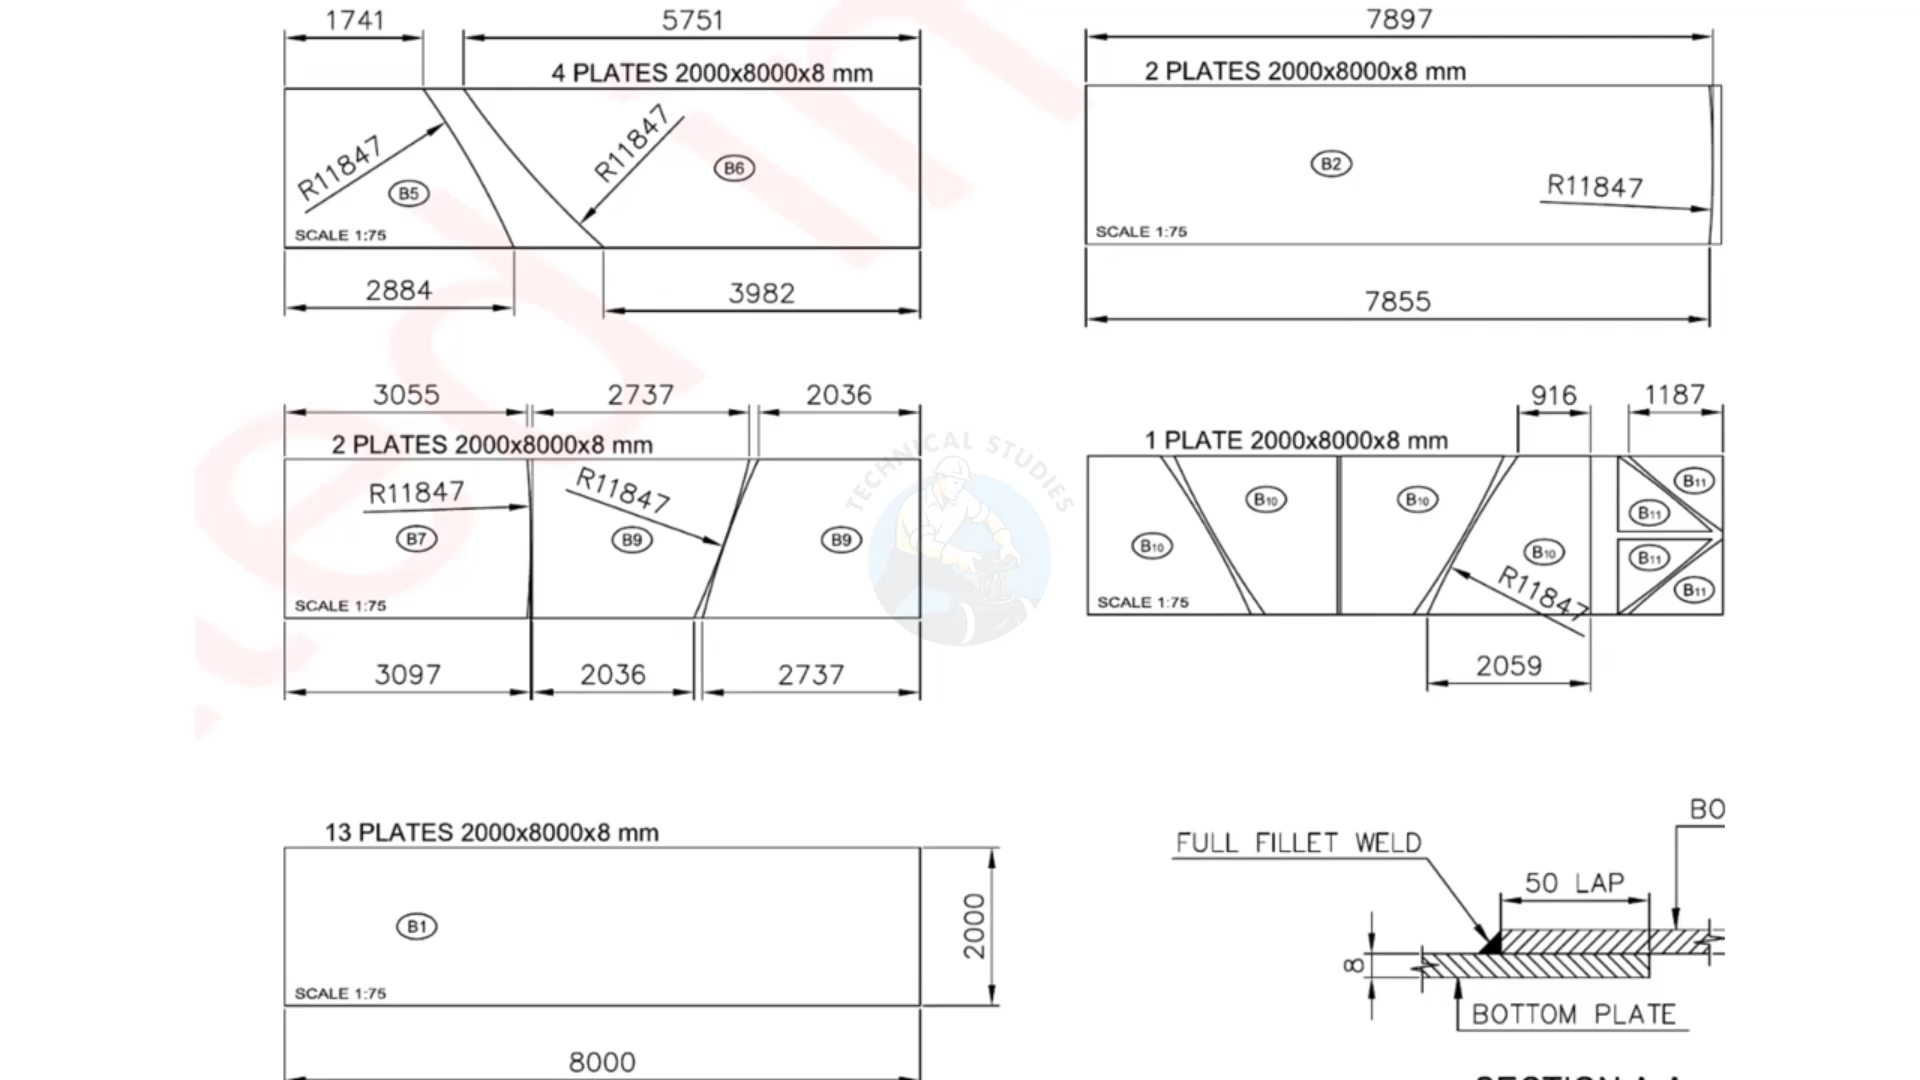 1741
5751
4 PLATES 2000x8000x8 mm
R11847
R11847
B5
B6
SCALE 1:75
2884
3982
7897
2 PLATES 2000x8000x8 mm
B2
R11847
SCALE 1:75
7855
3055
2737
2036
2 PLATES 2000x8000x8 mm
R11847
R11847
B7
B9
B9
SCALE 1:75
3097
2036
2737
TECHNICAL STUDIES
916
1187
1 PLATE 2000x8000x8 mm
B10
B10
B10
B10
B11
B11
B11
B11
R11847
SCALE 1:75
2059
13 PLATES 2000x8000x8 mm
B1
2000
SCALE 1:75
8000
BO
FULL FILLET WELD
50 LAP
8
BOTTOM PLATE
SECTION A-A